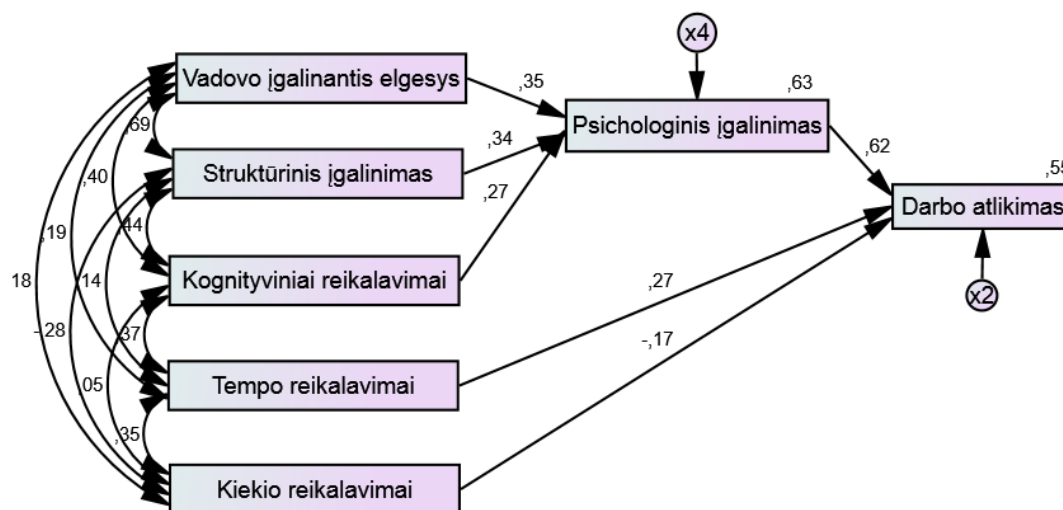 x4
Vadovo įgalinantis elgesys
,35
,63
Psichologinis įgalinimas
,69
,34
,62
Struktūrinis įgalinimas
,40
,55
Darbo atlikimas
,27
,19
,44
Kognityviniai reikalavimai
18
,14
,27
x2
-,28
,37
-,17
Tempo reikalavimai
,05
,35
Kiekio reikalavimai